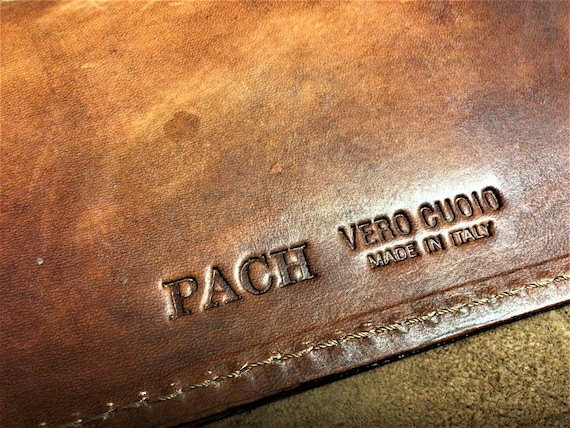 PACH
VERO CUOIO
MADE IN ITALY